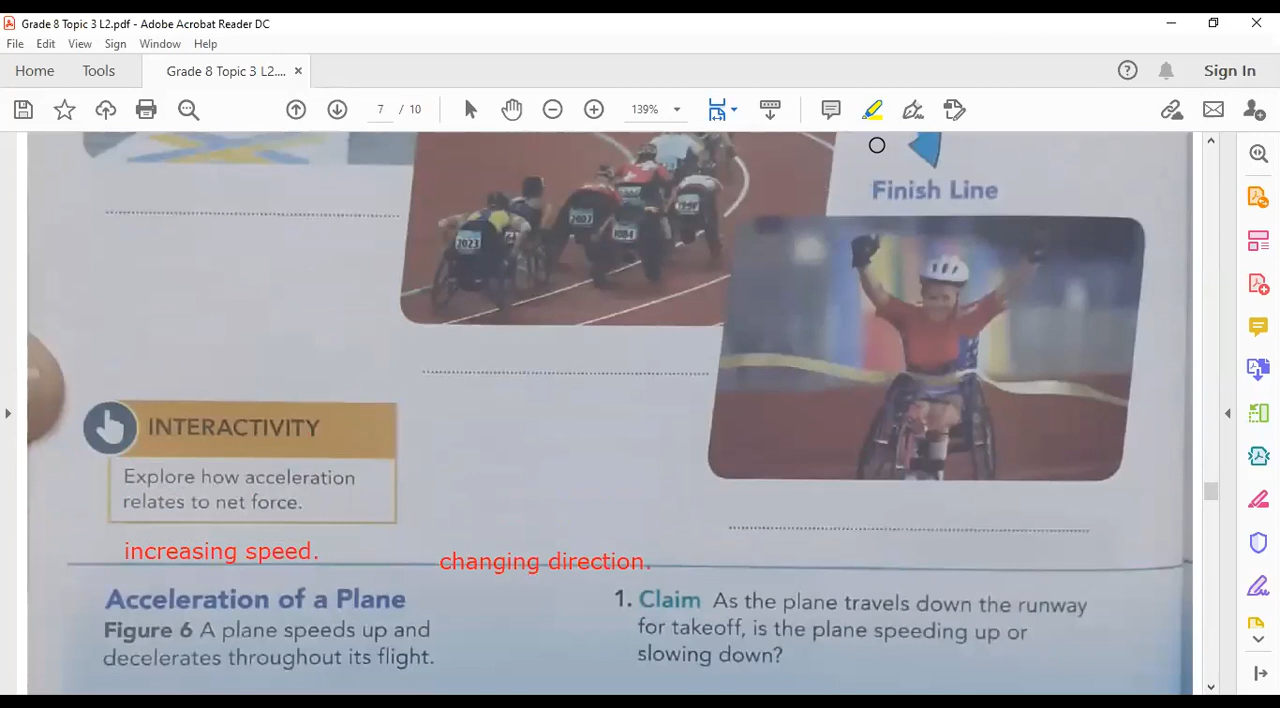 Grade 8 Topic 3 L2.pdf - Adobe Acrobat Reader DC
File Edit View Sign Window Help
Home Tools Grade 8 Topic 3 L2.... × Sign In
7 / 10 139%
Finish Line
2023
2007
1984
INTERACTIVITY
Explore how acceleration
relates to net force.
increasing speed.
changing direction.
Acceleration of a Plane
Figure 6 A plane speeds up and
decelerates throughout its flight.
1. Claim As the plane travels down the runway
for takeoff, is the plane speeding up or
slowing down?